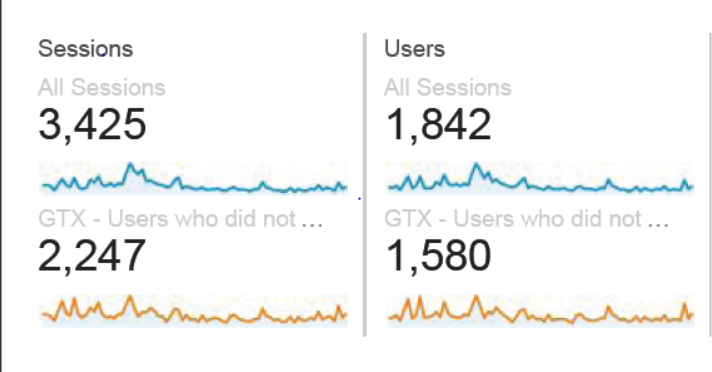 Sessions
All Sessions
3,425
GTX - Users who did not ...
2,247
Users
All Sessions
1,842
GTX - Users who did not ...
1,580